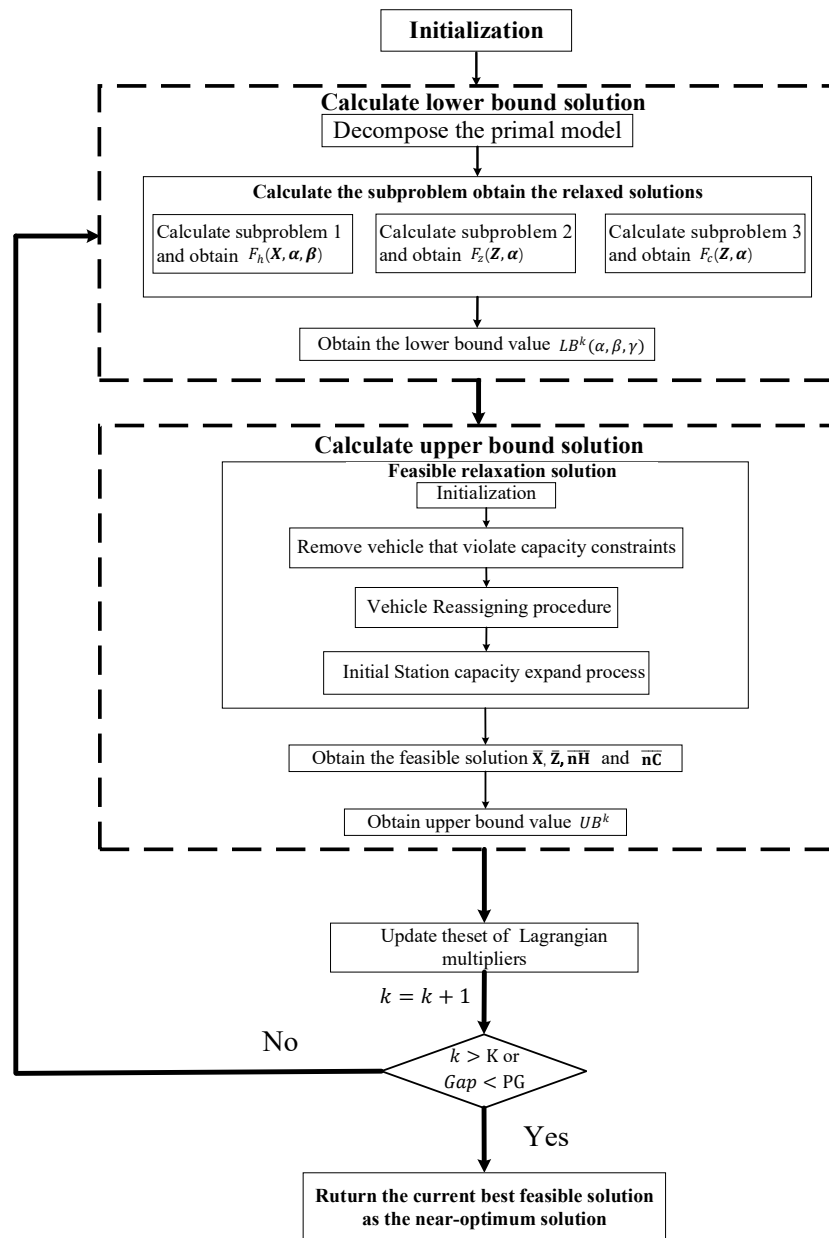 Initialization
Calculate lower bound solution
Decompose the primal model
Calculate the subproblem obtain the relaxed solutions
Calculate subproblem 1
and obtain F_h(X, α, β)
Calculate subproblem 2
and obtain F_z(Z, α)
Calculate subproblem 3
and obtain F_c(Z, α)
Obtain the lower bound value LB^k(α, β, γ)
Calculate upper bound solution
Feasible relaxation solution
Initialization
Remove vehicle that violate capacity constraints
Vehicle Reassigning procedure
Initial Station capacity expand process
Obtain the feasible solution X̄, Z̄, n̄H̄ and n̄C̄
Obtain upper bound value UB^k
Update theset of Lagrangian
multipliers
k = k + 1
No
k > K or
Gap < PG
Yes
Ruturn the current best feasible solution
as the near-optimum solution